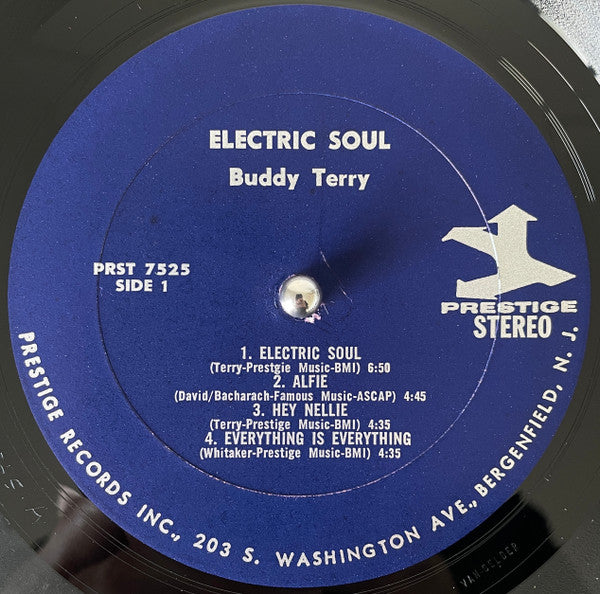 ELECTRIC SOUL
Buddy Terry
PRST 7525
SIDE 1
PRESTIGE
STEREO
1. ELECTRIC SOUL
(Terry-Prestgie Music-BMI) 6:50
2. ALFIE
(David/Bacharach-Famous Music-ASCAP) 4:45
3. HEY NELLIE
(Terry-Prestige Music-BMI) 4:35
4. EVERYTHING IS EVERYTHING
(Whitaker-Prestige Music-BMI) 4:35
PRESTIGE RECORDS INC., 203 S. WASHINGTON AVE., BERGENFIELD, N. J.
VAN GELDER